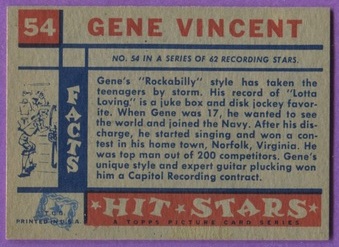 54
GENE VINCENT
NO. 54 IN A SERIES OF 62 RECORDING STARS.
FACTS
Gene's "Rockabilly" style has taken the
teenagers by storm. His record of "Lotta
Loving" is a juke box and disk jockey favor-
ite. When Gene was 17, he wanted to see
the world and joined the Navy. After his dis-
charge, he started singing and won a con-
test in his home town, Norfolk, Virginia. He
was top man out of 200 competitors. Gene's
unique style and expert guitar plucking won
him a Capitol Recording contract.
HIT STARS
PRINTED IN U.S.A.
A TOPPS PICTURE CARD SERIES